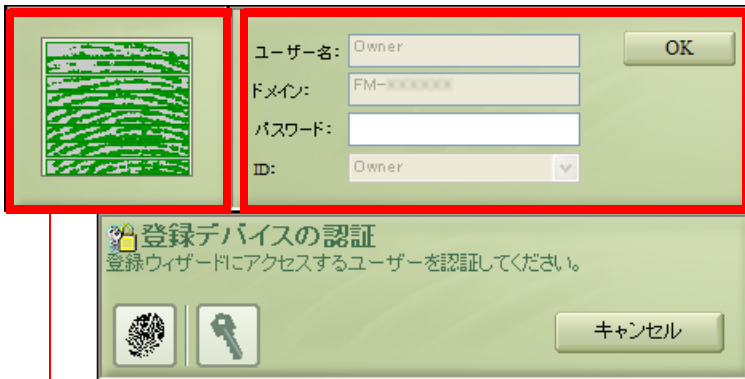 ユーザー名: Owner
OK
ドメイン: FM-
パスワード:
ID: Owner
登録デバイスの認証
登録ウィザードにアクセスするユーザーを認証してください。
キャンセル